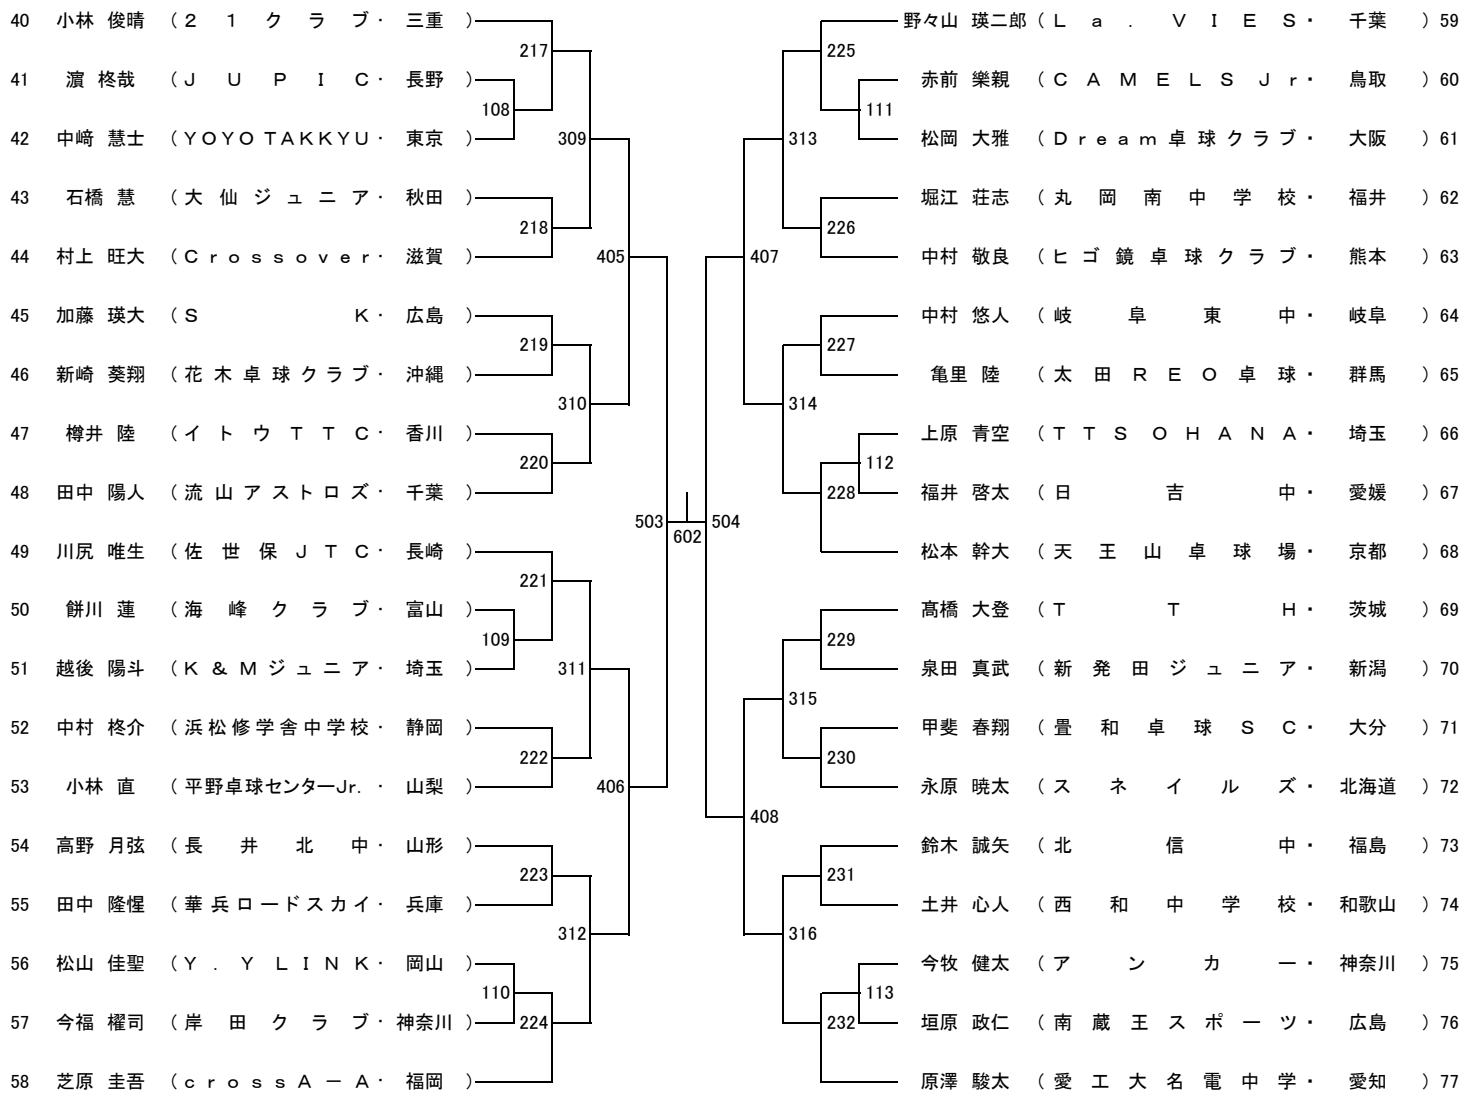 40 小林 俊晴 (21クラブ・ 三重 )
217
41 濵 柊哉 (JUPIC・ 長野 )
108
42 中﨑 慧士 (YOYO TAKKYU・ 東京 )
309
43 石橋 慧 (大仙ジュニア・ 秋田 )
218
44 村上 旺大 (Crossover・ 滋賀 )
405
45 加藤 瑛大 (SK・ 広島 )
219
46 新崎 葵翔 (花木卓球クラブ・ 沖縄 )
310
47 樽井 陸 (イトウTTC・ 香川 )
220
48 田中 陽人 (流山アストロズ・ 千葉 )
503
49 川尻 唯生 (佐世保JTC・ 長崎 )
221
50 餅川 蓮 (海峰クラブ・ 富山 )
109
51 越後 陽斗 (K&Mジュニア・ 埼玉 )
311
52 中村 柊介 (浜松修学舎中学校・ 静岡 )
222
53 小林 直 (平野卓球センターJr.・ 山梨 )
406
54 高野 月弦 (長井北中・ 山形 )
223
55 田中 隆惺 (華兵ロードスカイ・ 兵庫 )
312
56 松山 佳聖 (Y.Y LINK・ 岡山 )
110
57 今福 櫂司 (岸田クラブ・ 神奈川 )
224
58 芝原 圭吾 (crossA-A・ 福岡 )
602
野々山 瑛二郎 (La.VIES・ 千葉 ) 59
225
赤前 樂親 (CAMELSJr・ 鳥取 ) 60
111
松岡 大雅 (Dream卓球クラブ・ 大阪 ) 61
313
堀江 荘志 (丸岡南中学校・ 福井 ) 62
226
中村 敬良 (ヒゴ鏡卓球クラブ・ 熊本 ) 63
407
中村 悠人 (岐阜東中・ 岐阜 ) 64
227
亀里 陸 (太田REO卓球・ 群馬 ) 65
314
上原 青空 (TTSOHANA・ 埼玉 ) 66
112
福井 啓太 (日吉中・ 愛媛 ) 67
228
504
松本 幹大 (天王山卓球場・ 京都 ) 68
髙橋 大登 (TTH・ 茨城 ) 69
229
泉田 真武 (新発田ジュニア・ 新潟 ) 70
315
甲斐 春翔 (畳和卓球SC・ 大分 ) 71
230
永原 暁太 (スネイルズ・ 北海道 ) 72
408
鈴木 誠矢 (北信中・ 福島 ) 73
231
土井 心人 (西和中学校・ 和歌山 ) 74
316
今牧 健太 (アンカー・ 神奈川 ) 75
113
垣原 政仁 (南蔵王スポーツ・ 広島 ) 76
232
原澤 駿太 (愛工大名電中学・ 愛知 ) 77